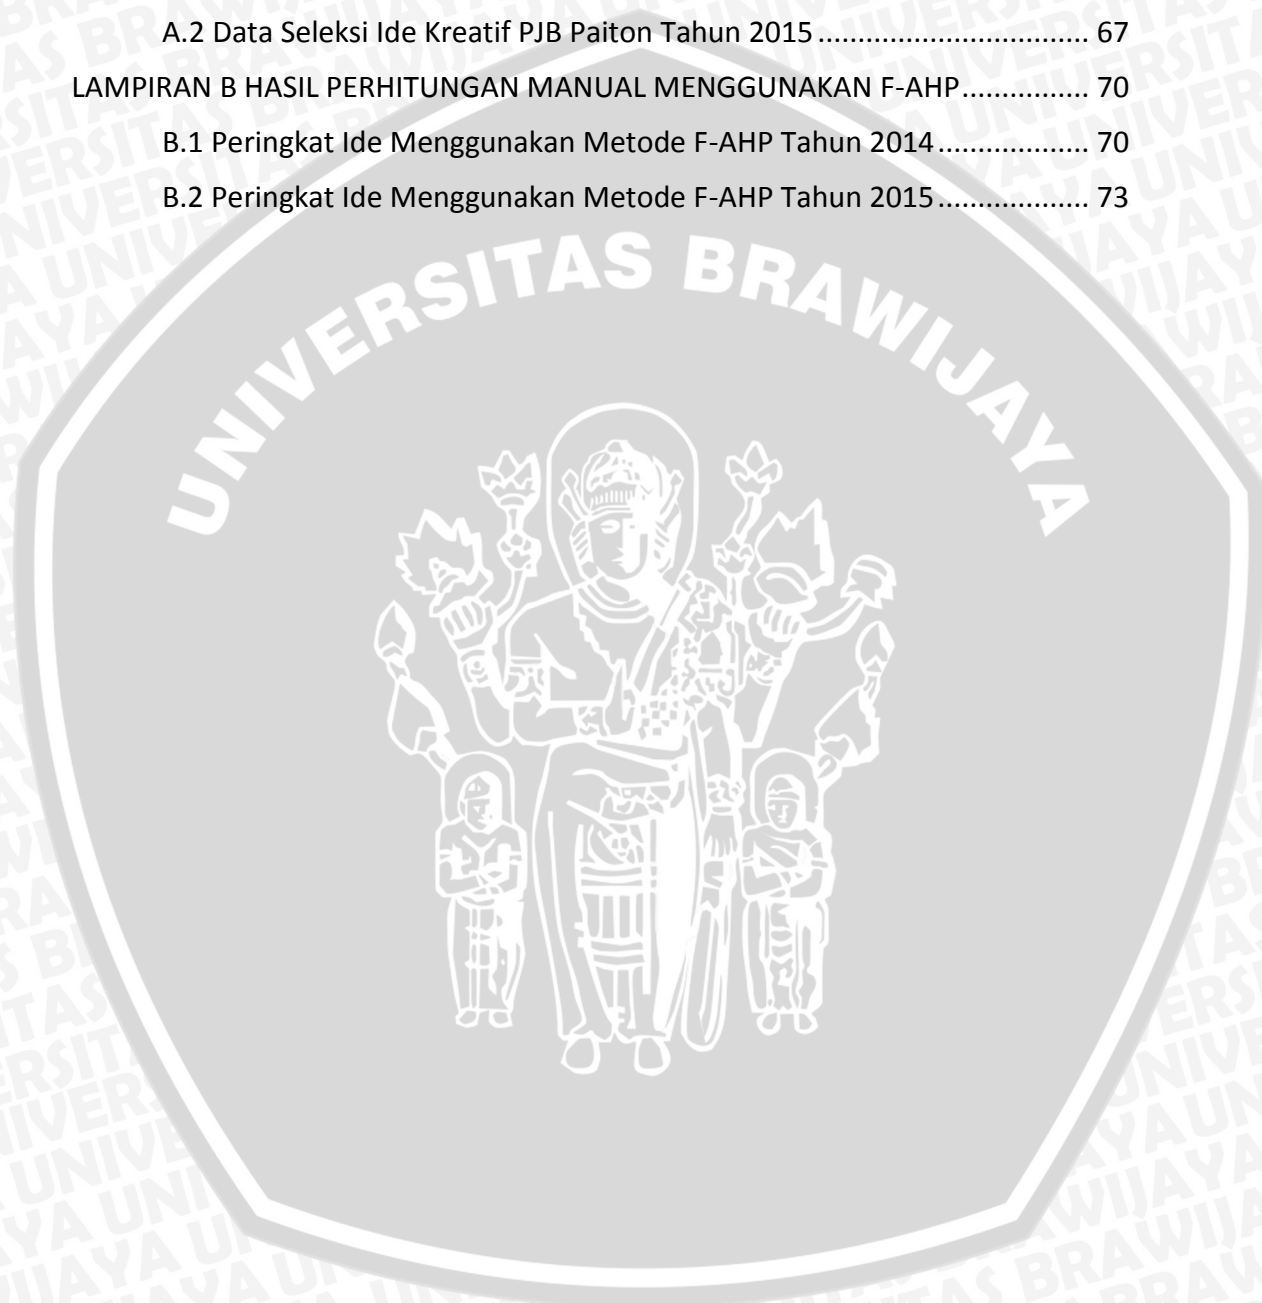 A.2 Data Seleksi Ide Kreatif PJB Paiton Tahun 2015 .................................. 67
LAMPIRAN B HASIL PERHITUNGAN MANUAL MENGGUNAKAN F-AHP ................ 70
B.1 Peringkat Ide Menggunakan Metode F-AHP Tahun 2014 ................... 70
B.2 Peringkat Ide Menggunakan Metode F-AHP Tahun 2015 ................... 73
UNIVERSITAS BRAWIJAYA